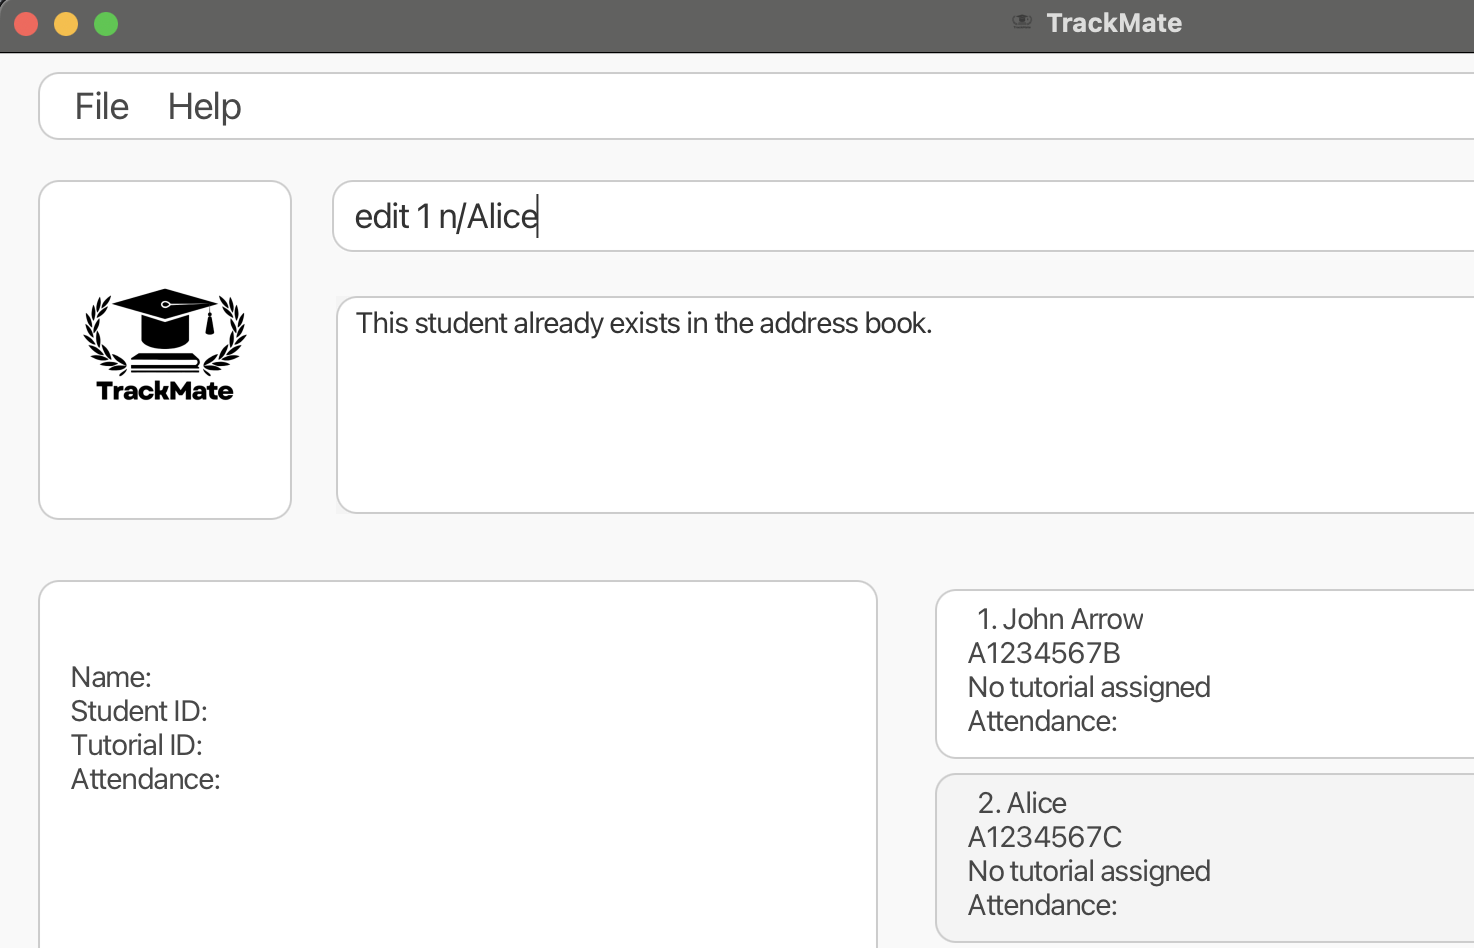 TrackMate
File Help
edit 1 n/Alice
This student already exists in the address book.
TrackMate
Name:
Student ID:
Tutorial ID:
Attendance:
1. John Arrow
A1234567B
No tutorial assigned
Attendance:
2. Alice
A1234567C
No tutorial assigned
Attendance: